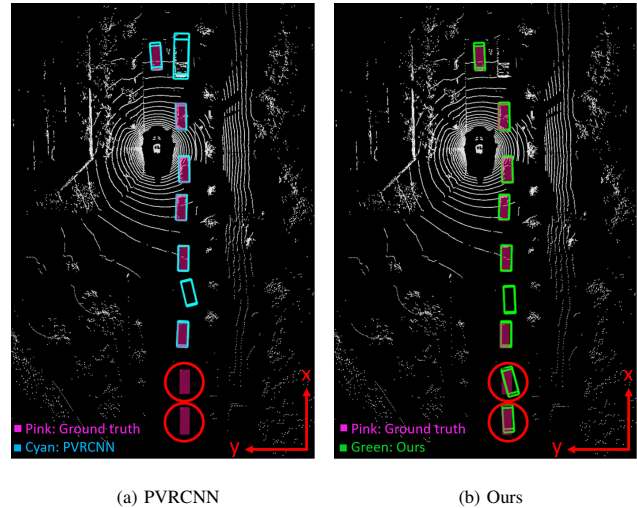 x
Pink: Ground truth
Cyan: PVRCNN
y
x
Pink: Ground truth
Green: Ours
y
(a) PVRCNN
(b) Ours